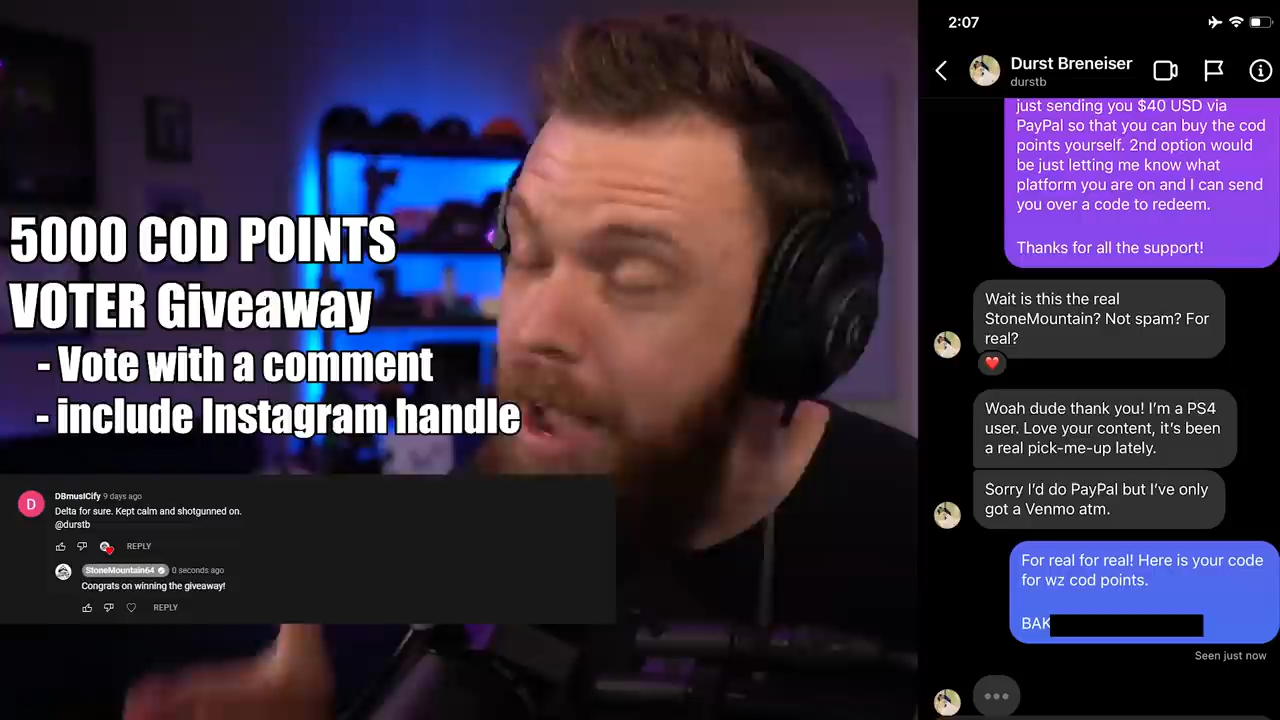 5000 COD POINTS
VOTER Giveaway
- Vote with a comment
- include Instagram handle
D
DBmusICify 9 days ago
Delta for sure. Kept calm and shotgunned on.
@durstb
REPLY
StoneMountain64 0 seconds ago
Congrats on winning the giveaway!
REPLY
2:07
Durst Breneiser
durstb
just sending you $40 USD via
PayPal so that you can buy the cod
points yourself. 2nd option would
be just letting me know what
platform you are on and I can send
you over a code to redeem.
Thanks for all the support!
Wait is this the real
StoneMountain? Not spam? For
real?
Woah dude thank you! I'm a PS4
user. Love your content, it's been
a real pick-me-up lately.
Sorry I'd do PayPal but I've only
got a Venmo atm.
For real for real! Here is your code
for wz cod points.
BAK
Seen just now